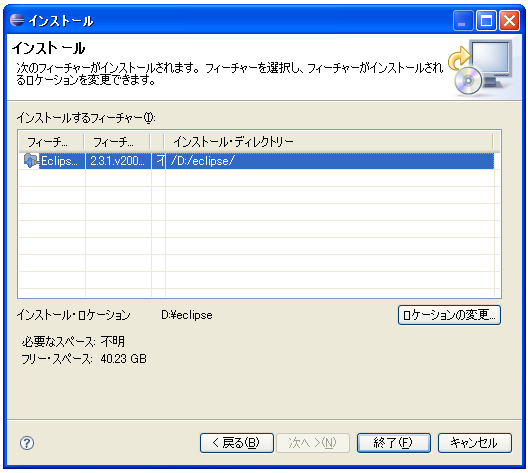 インストール
インストール
次のフィーチャーがインストールされます。フィーチャーを選択し、フィーチャーがインストールされ
るロケーションを変更できます。
インストールするフィーチャー(I):
フィーチ... フィーチ... インストール・ディレクトリー
Eclips... 2.3.1.v200... 不 /D:/eclipse/
インストール・ロケーション D:¥eclipse ロケーションの変更...
必要なスペース: 不明
フリー・スペース: 40.23 GB
? < 戻る(B) 次へ >(N) 終了(F) キャンセル